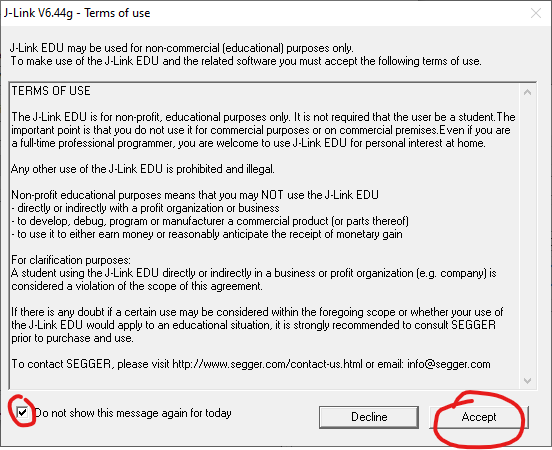 J-Link V6.44g - Terms of use
J-Link EDU may be used for non-commercial (educational) purposes only.
To make use of the J-Link EDU and the related software you must accept the following terms of use.
TERMS OF USE
The J-Link EDU is for non-profit, educational purposes only. It is not required that the user be a student.The
important point is that you do not use it for commercial purposes or on commercial premises.Even if you are
a full-time professional programmer, you are welcome to use J-Link EDU for personal interest at home.
Any other use of the J-Link EDU is prohibited and illegal.
Non-profit educational purposes means that you may NOT use the J-Link EDU
- directly or indirectly with a profit organization or business
- to develop, debug, program or manufacturer a commercial product (or parts thereof)
- to use it to either earn money or reasonably anticipate the receipt of monetary gain
For clarification purposes:
A student using the J-Link EDU directly or indirectly in a business or profit organization (e.g. company) is
considered a violation of the scope of this agreement.
If there is any doubt if a certain use may be considered within the foregoing scope or whether your use of
the J-Link EDU would apply to an educational situation, it is strongly recommended to consult SEGGER
prior to purchase and use.
To contact SEGGER, please visit http://www.segger.com/contact-us.html or email: info@segger.com
Do not show this message again for today
Decline
Accept